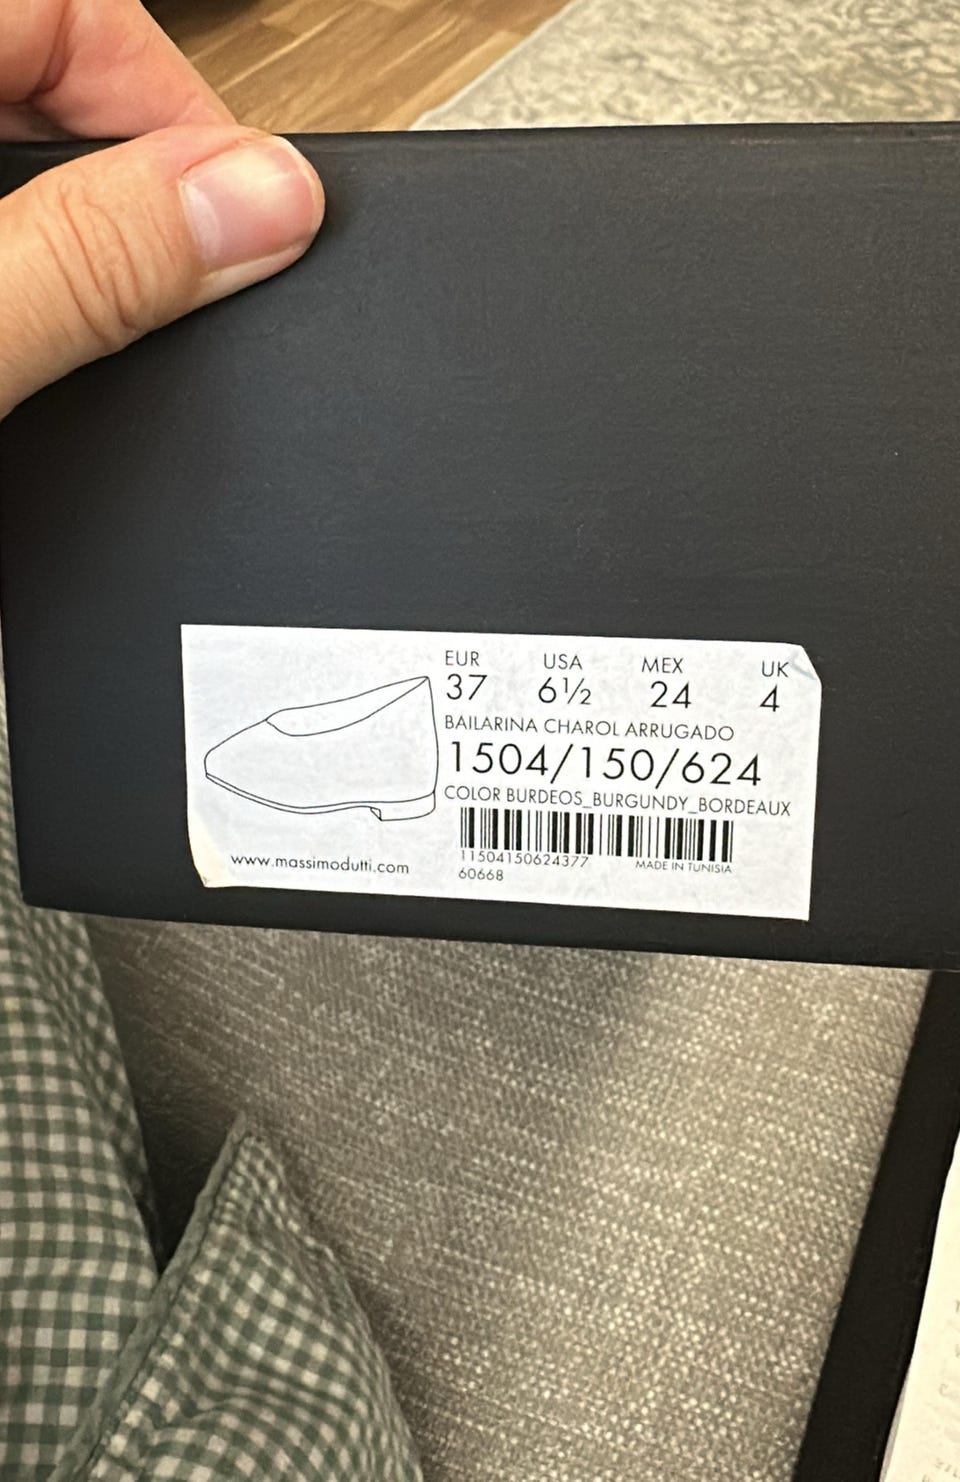 EUR USA MEX UK
37 6½ 24 4
BAILARINA CHAROL ARRUGADO
1504/150/624
COLOR BURDEOS_BURGUNDY_BORDEAUX
11504150624377 MADE IN TUNISIA
60668
www.massimodutti.com